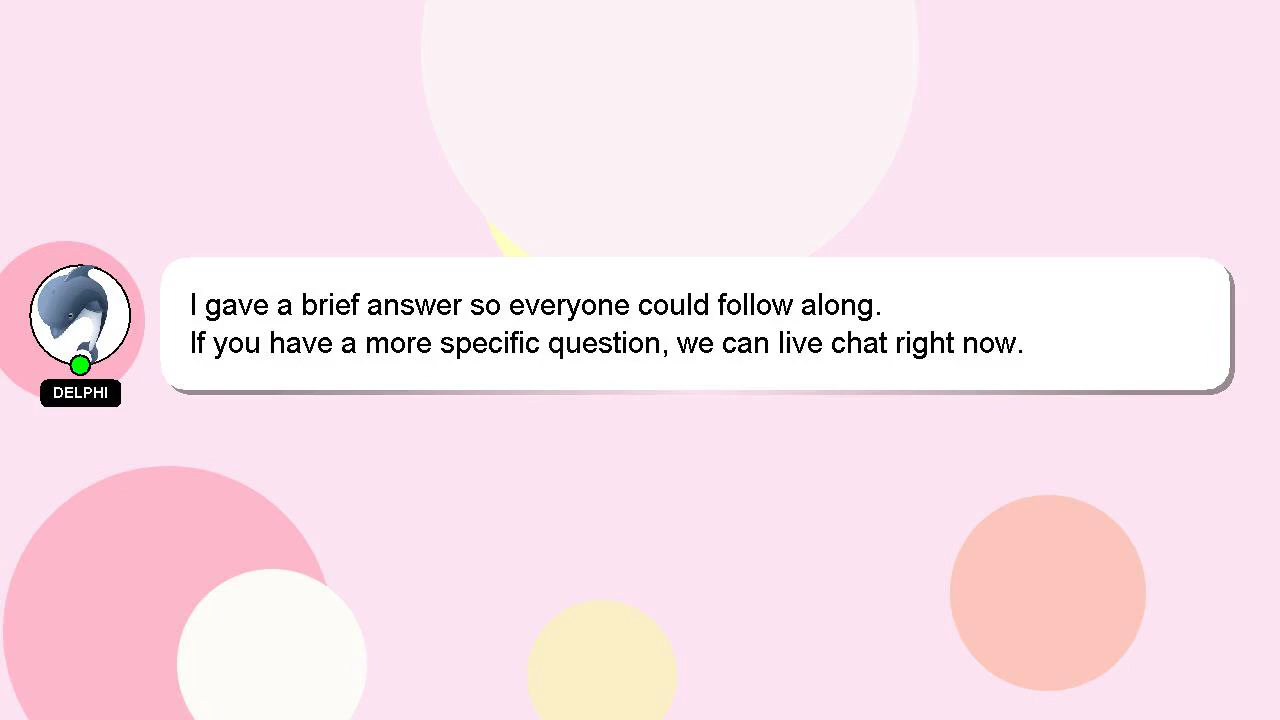 I gave a brief answer so everyone could follow along.
If you have a more specific question, we can live chat right now.
DELPHI